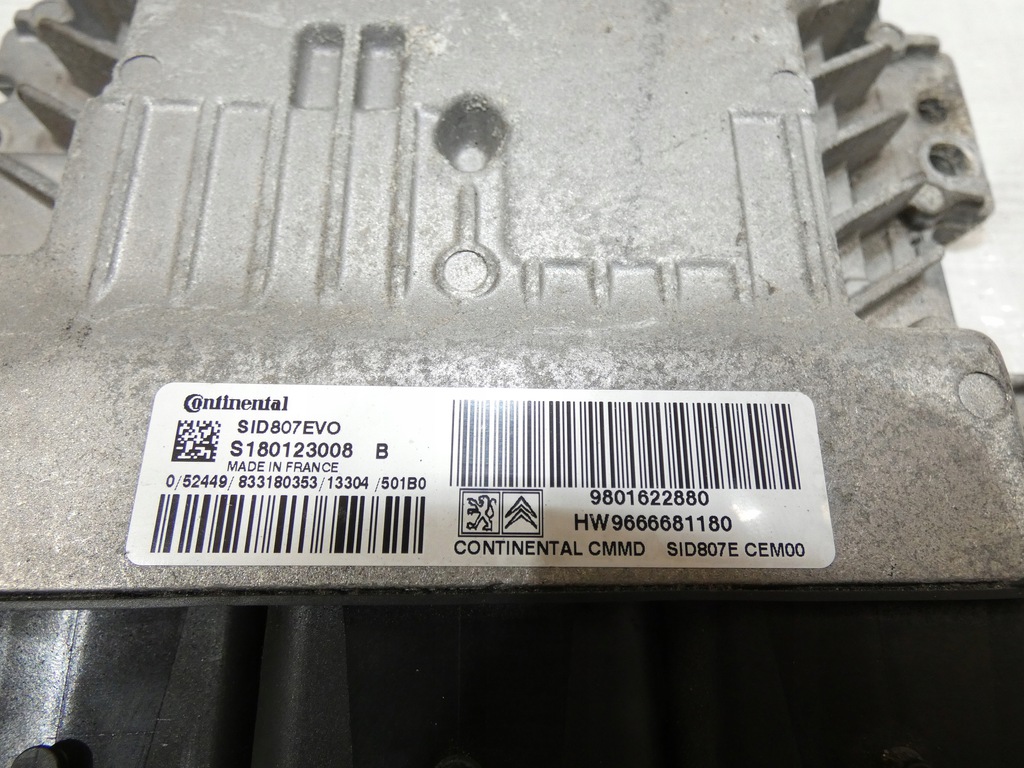 Continental
SID807EVO
S180123008 B
MADE IN FRANCE
0/52449/833180353/13304/501B0
9801622880
HW9666681180
CONTINENTAL CMMD SID807E CEM00